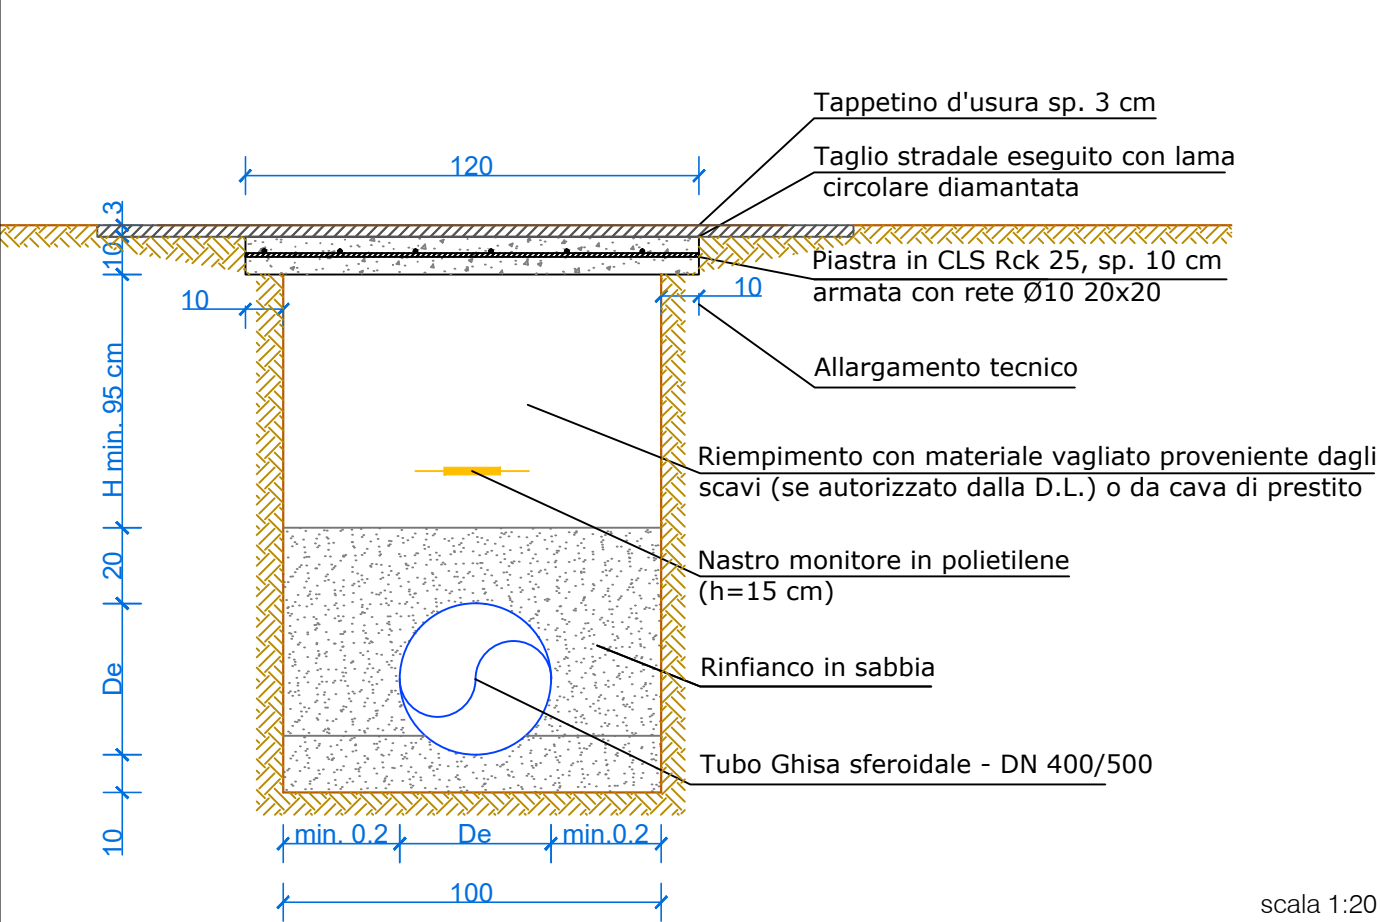 Tappetino d'usura sp. 3 cm
Taglio stradale eseguito con lama
circolare diamantata
120
3
10
Piastra in CLS Rck 25, sp. 10 cm
armata con rete Ø10 20x20
10
10
Allargamento tecnico
H min. 95 cm
Riempimento con materiale vagliato proveniente dagli
scavi (se autorizzato dalla D.L.) o da cava di prestito
20
Nastro monitore in polietilene
(h=15 cm)
De
Rinfianco in sabbia
Tubo Ghisa sferoidale - DN 400/500
10
min. 0.2
De
min.0.2
100
scala 1:20